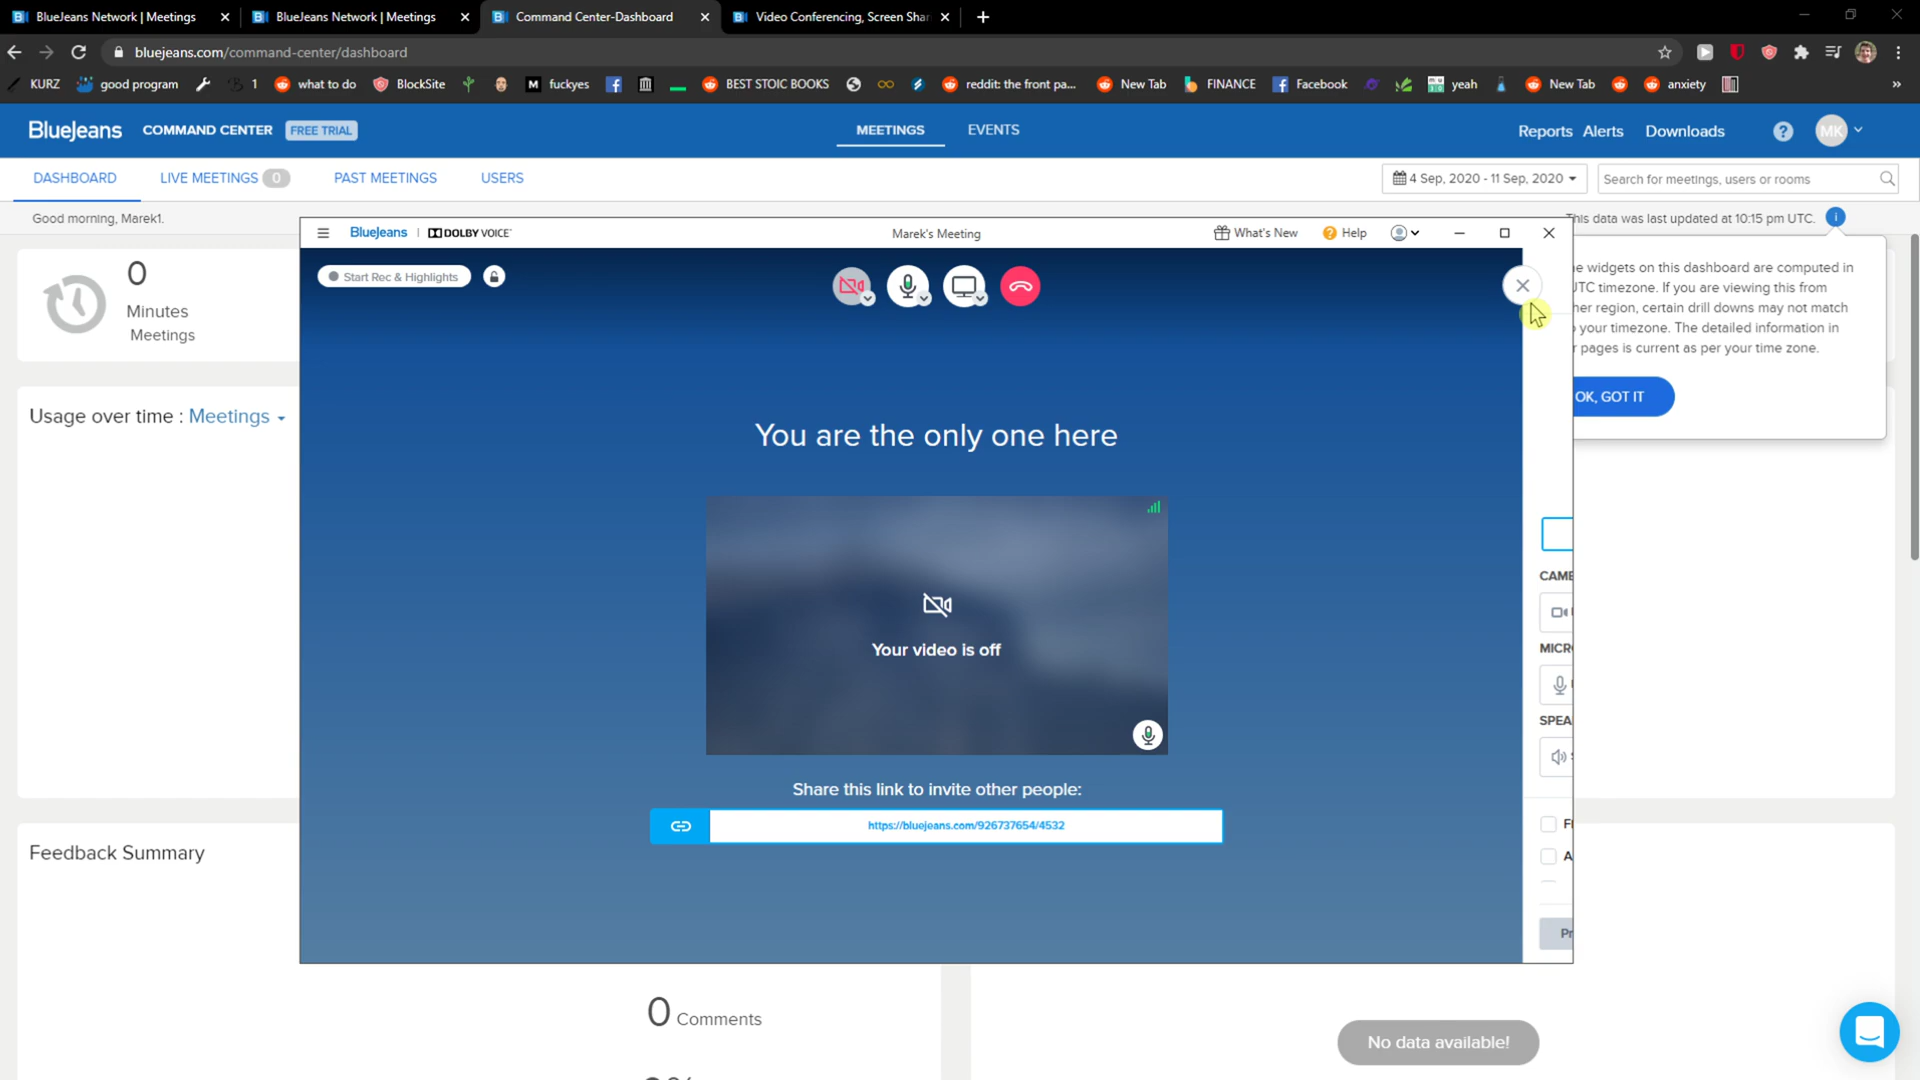 BlueJeans Network | Meetings
BlueJeans Network | Meetings
Command Center-Dashboard
Video Conferencing, Screen Shar
bluejeans.com/command-center/dashboard
KURZ
good program
1
what to do
BlockSite
M fuckyes
BEST STOIC BOOKS
reddit: the front pa...
New Tab
FINANCE
Facebook
yeah
New Tab
anxiety
»
BlueJeans COMMAND CENTER FREE TRIAL
MEETINGS
EVENTS
Reports Alerts Downloads
?
MK
DASHBOARD
LIVE MEETINGS 0
PAST MEETINGS
USERS
4 Sep, 2020 - 11 Sep, 2020
Search for meetings, users or rooms
Good morning, Marek1.
This data was last updated at 10:15 pm UTC.
i
BlueJeans | DOLBY VOICE
Marek's Meeting
What's New
? Help
Start Rec & Highlights
0
Minutes
Meetings
e widgets on this dashboard are computed in
UTC timezone. If you are viewing this from
her region, certain drill downs may not match
your timezone. The detailed information in
r pages is current as per your time zone.
OK, GOT IT
Usage over time : Meetings
You are the only one here
Your video is off
Share this link to invite other people:
https://bluejeans.com/926737654/4532
CAME
MICR
SPEA
A
Pr
Feedback Summary
0 Comments
No data available!